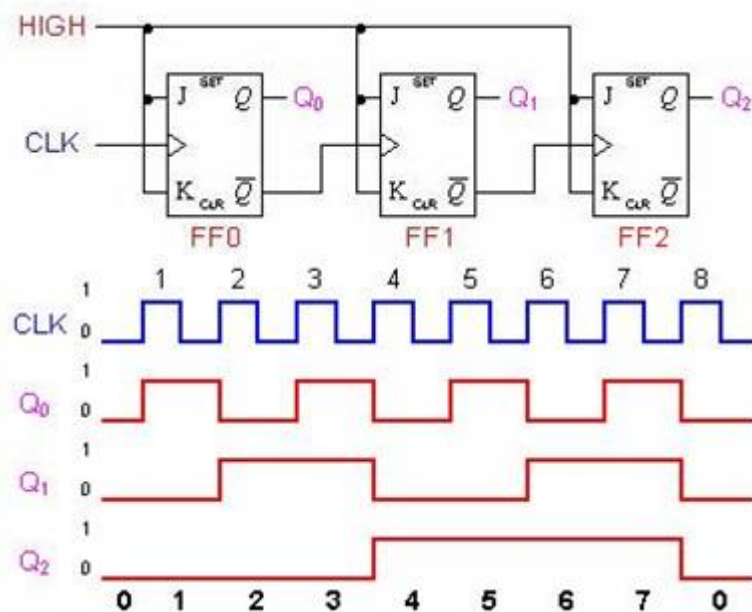 HIGH
SET SET SET
J Q Q0 J Q Q1 J Q Q2
CLK
K CLR Q̅ K CLR Q̅ K CLR Q̅
FF0 FF1 FF2
1 2 3 4 5 6 7 8
1
CLK
0
1
Q0
0
1
Q1
0
1
Q2
0
0 1 2 3 4 5 6 7 0